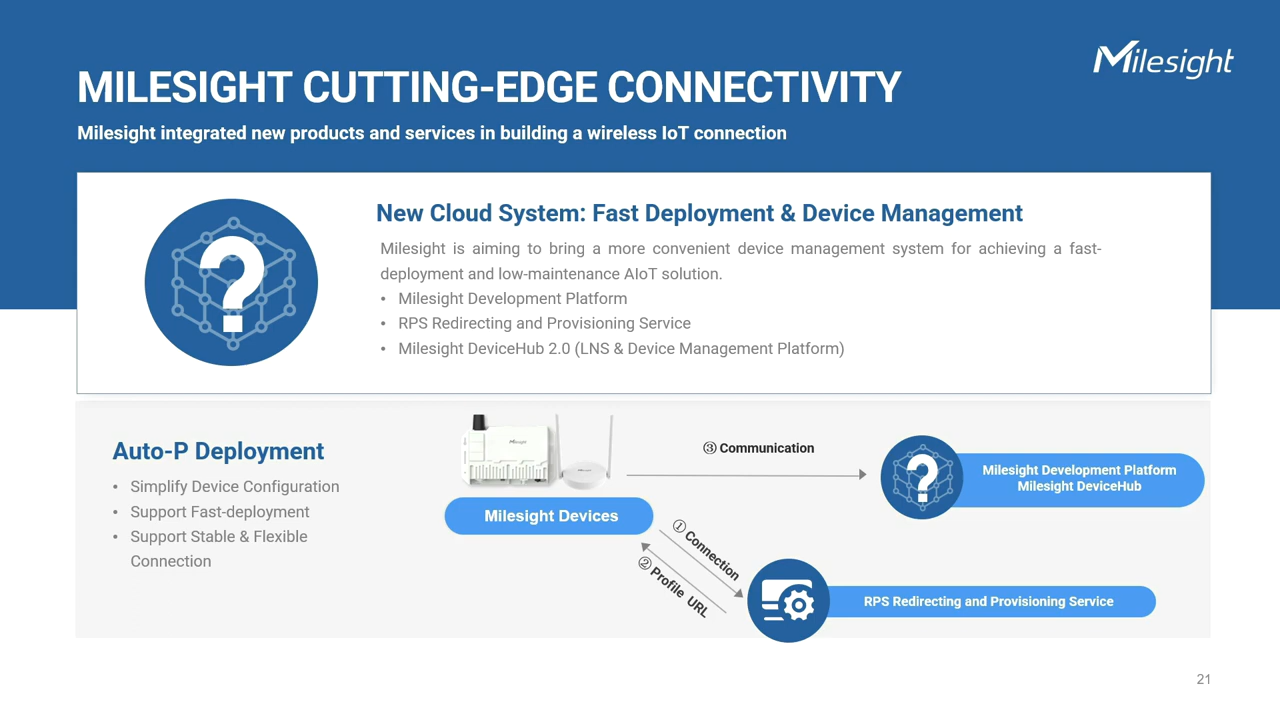 Milesight
MILESIGHT CUTTING-EDGE CONNECTIVITY
Milesight integrated new products and services in building a wireless IoT connection
?
New Cloud System: Fast Deployment & Device Management
Milesight is aiming to bring a more convenient device management system for achieving a fast-
deployment and low-maintenance AIoT solution.
• Milesight Development Platform
• RPS Redirecting and Provisioning Service
• Milesight DeviceHub 2.0 (LNS & Device Management Platform)
Auto-P Deployment
• Simplify Device Configuration
• Support Fast-deployment
• Support Stable & Flexible
Connection
Milesight
Milesight Devices
③ Communication
① Connection
② Profile URL
?
Milesight Development Platform
Milesight DeviceHub
RPS Redirecting and Provisioning Service
21